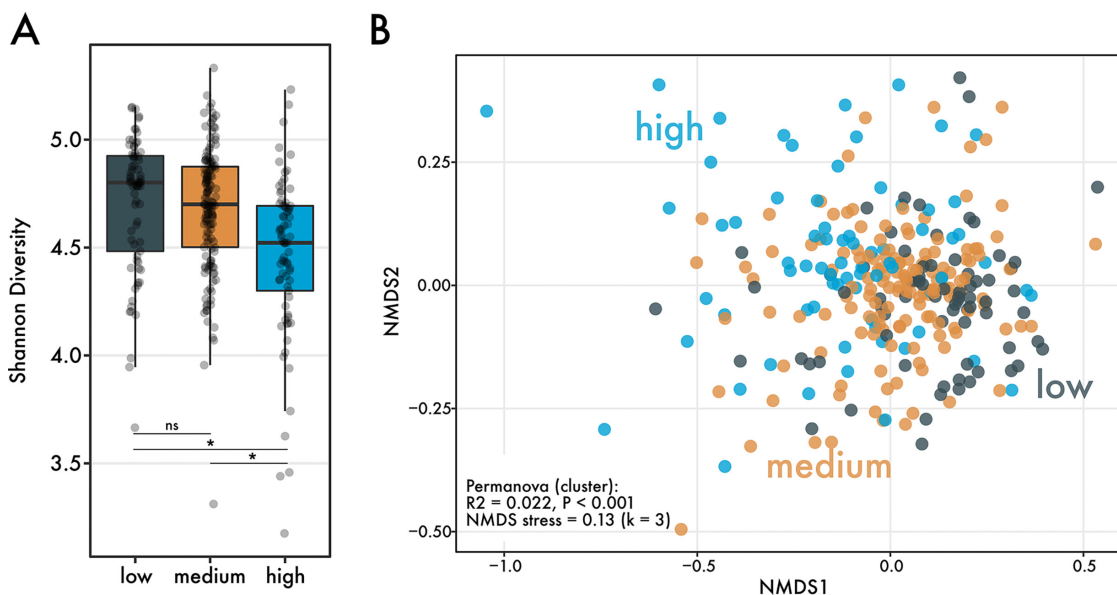 A
B
Shannon Diversity
5.0
4.5
4.0
3.5
ns
*
*
low
medium
high
NMDS2
0.25
0.00
−0.25
−0.50
high
low
medium
Permanova (cluster):
R2 = 0.022, P < 0.001
NMDS stress = 0.13 (k = 3)
−1.0
−0.5
0.0
0.5
NMDS1